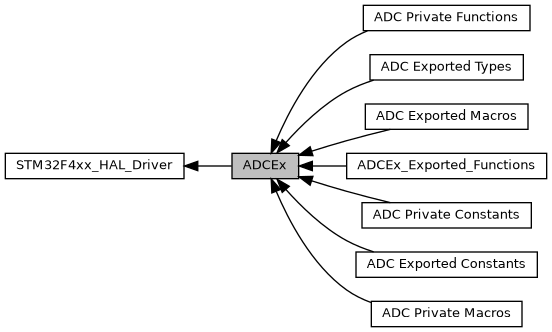 ADC Private Functions
ADC Exported Types
ADC Exported Macros
STM32F4xx_HAL_Driver
ADCEx
ADCEx_Exported_Functions
ADC Private Constants
ADC Exported Constants
ADC Private Macros